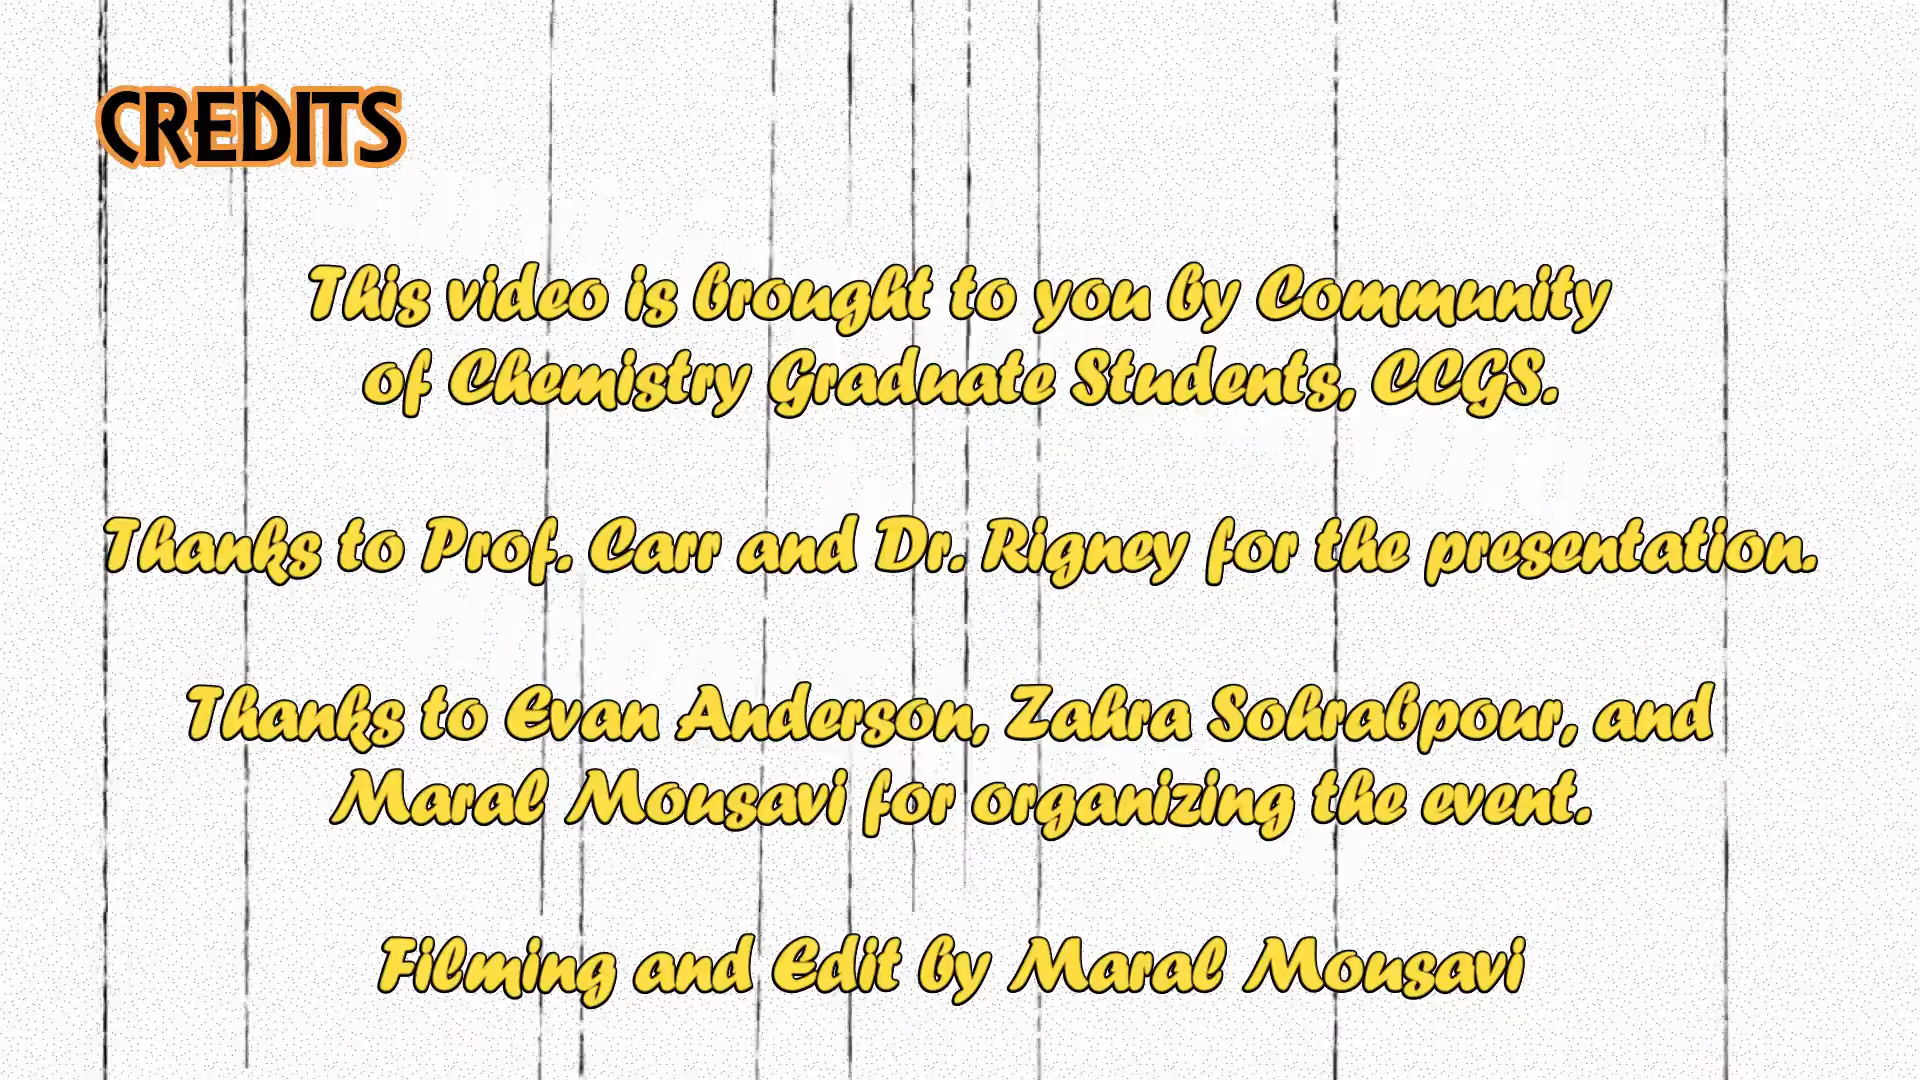 CREDITS
This video is brought to you by Community
of Chemistry Graduate Students, CCGS.
Thanks to Prof. Carr and Dr. Rigney for the presentation.
Thanks to Evan Anderson, Zahra Sohrabpour, and
Maral Mousavi for organizing the event.
Filming and Edit by Maral Mousavi